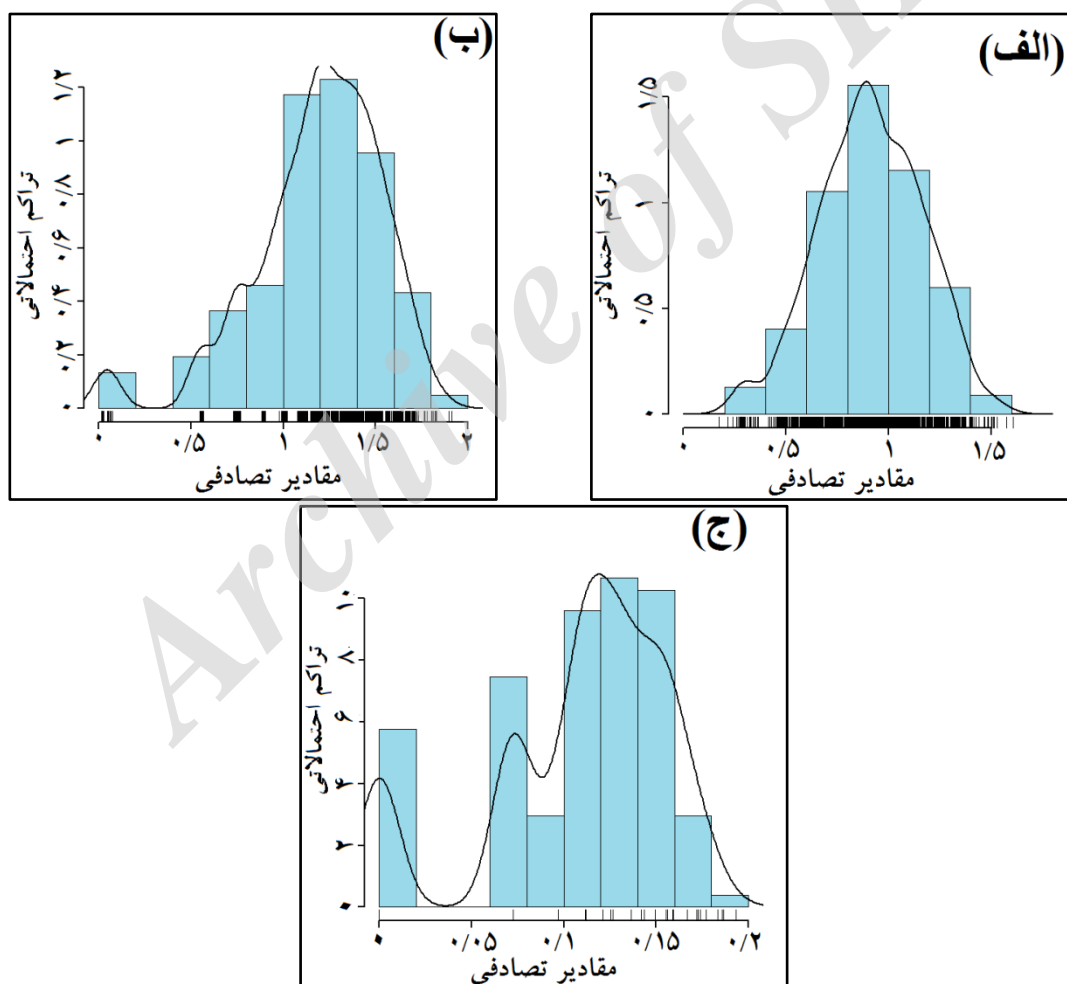 (الف)
تراکم احتمالاتی
۱/۵
۱
۰/۵
۰
۰ ۰/۵ ۱ ۱/۵
مقادیر تصادفی
(ب)
تراکم احتمالاتی
۱/۲
۱
۰/۸
۰/۶
۰/۴
۰/۲
۰
۰ ۰/۵ ۱ ۱/۵ ۲
مقادیر تصادفی
(ج)
تراکم احتمالاتی
۱۰
۸
۶
۴
۲
۰
۰ ۰/۰۵ ۰/۱ ۰/۱۵ ۰/۲
مقادیر تصادفی
Archive of SI